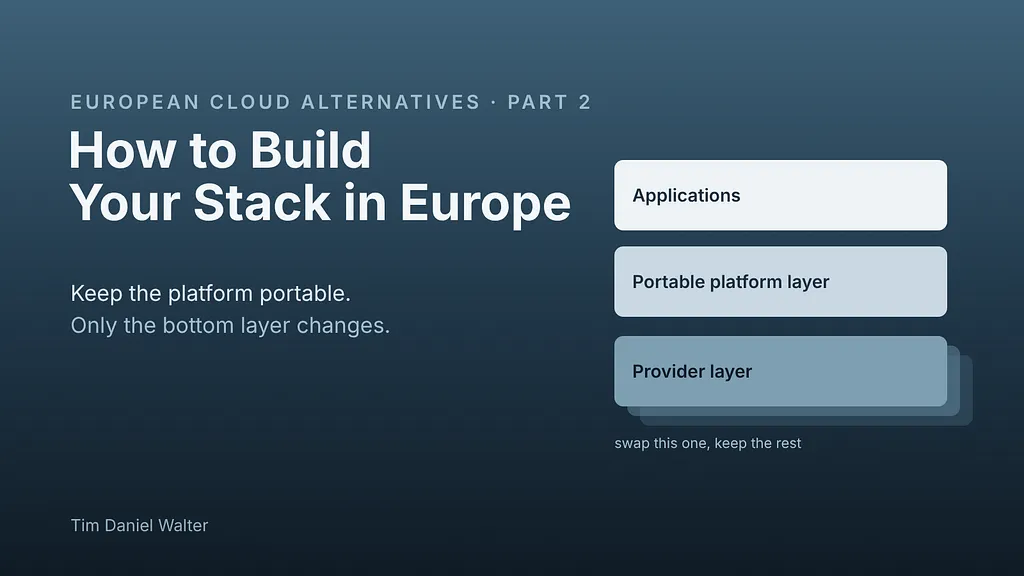 EUROPEAN CLOUD ALTERNATIVES · PART 2
How to Build
Your Stack in Europe
Keep the platform portable.
Only the bottom layer changes.
Applications
Portable platform layer
Provider layer
swap this one, keep the rest
Tim Daniel Walter